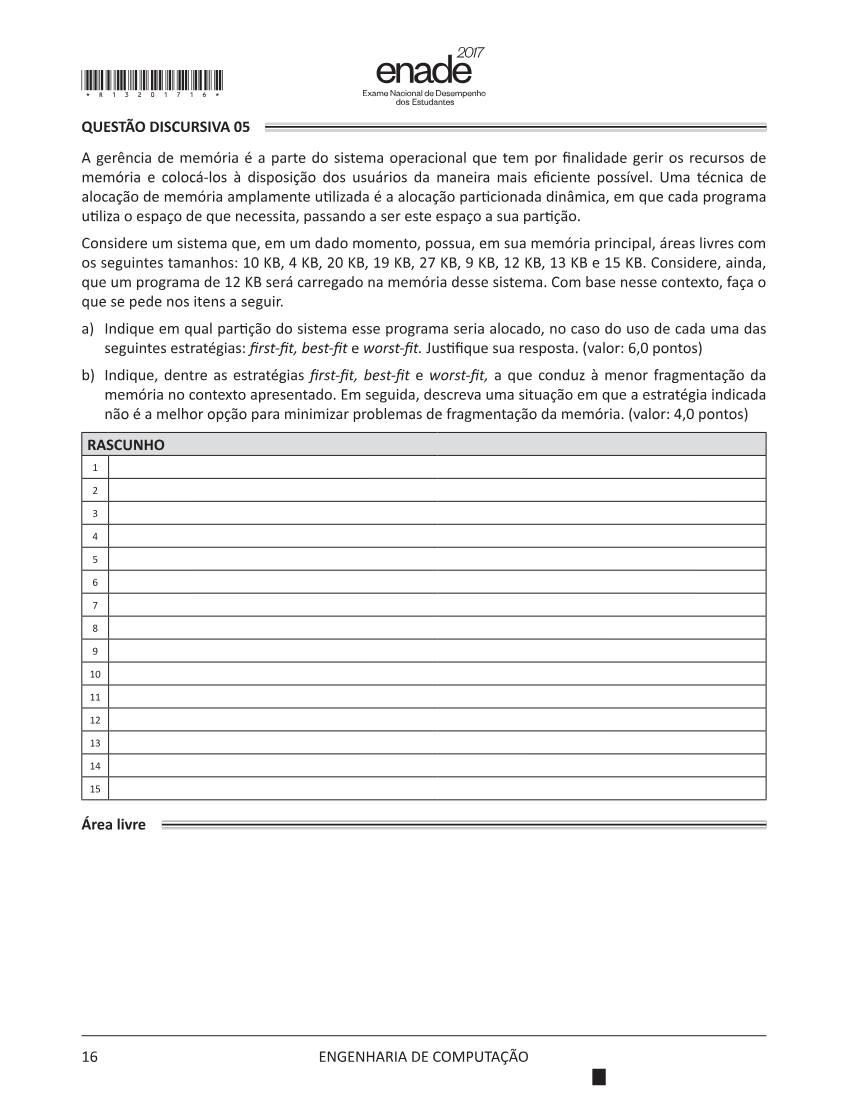 2017
enade
Exame Nacional de Desempenho
dos Estudantes
* R 1 3 2 0 1 7 1 6 *
QUESTÃO DISCURSIVA 05
A gerência de memória é a parte do sistema operacional que tem por finalidade gerir os recursos de
memória e colocá-los à disposição dos usuários da maneira mais eficiente possível. Uma técnica de
alocação de memória amplamente utilizada é a alocação particionada dinâmica, em que cada programa
utiliza o espaço de que necessita, passando a ser este espaço a sua partição.
Considere um sistema que, em um dado momento, possua, em sua memória principal, áreas livres com
os seguintes tamanhos: 10 KB, 4 KB, 20 KB, 19 KB, 27 KB, 9 KB, 12 KB, 13 KB e 15 KB. Considere, ainda,
que um programa de 12 KB será carregado na memória desse sistema. Com base nesse contexto, faça o
que se pede nos itens a seguir.
a) Indique em qual partição do sistema esse programa seria alocado, no caso do uso de cada uma das
seguintes estratégias: first-fit, best-fit e worst-fit. Justifique sua resposta. (valor: 6,0 pontos)
b) Indique, dentre as estratégias first-fit, best-fit e worst-fit, a que conduz à menor fragmentação da
memória no contexto apresentado. Em seguida, descreva uma situação em que a estratégia indicada
não é a melhor opção para minimizar problemas de fragmentação da memória. (valor: 4,0 pontos)
RASCUNHO
1
2
3
4
5
6
7
8
9
10
11
12
13
14
15
Área livre
16 ENGENHARIA DE COMPUTAÇÃO